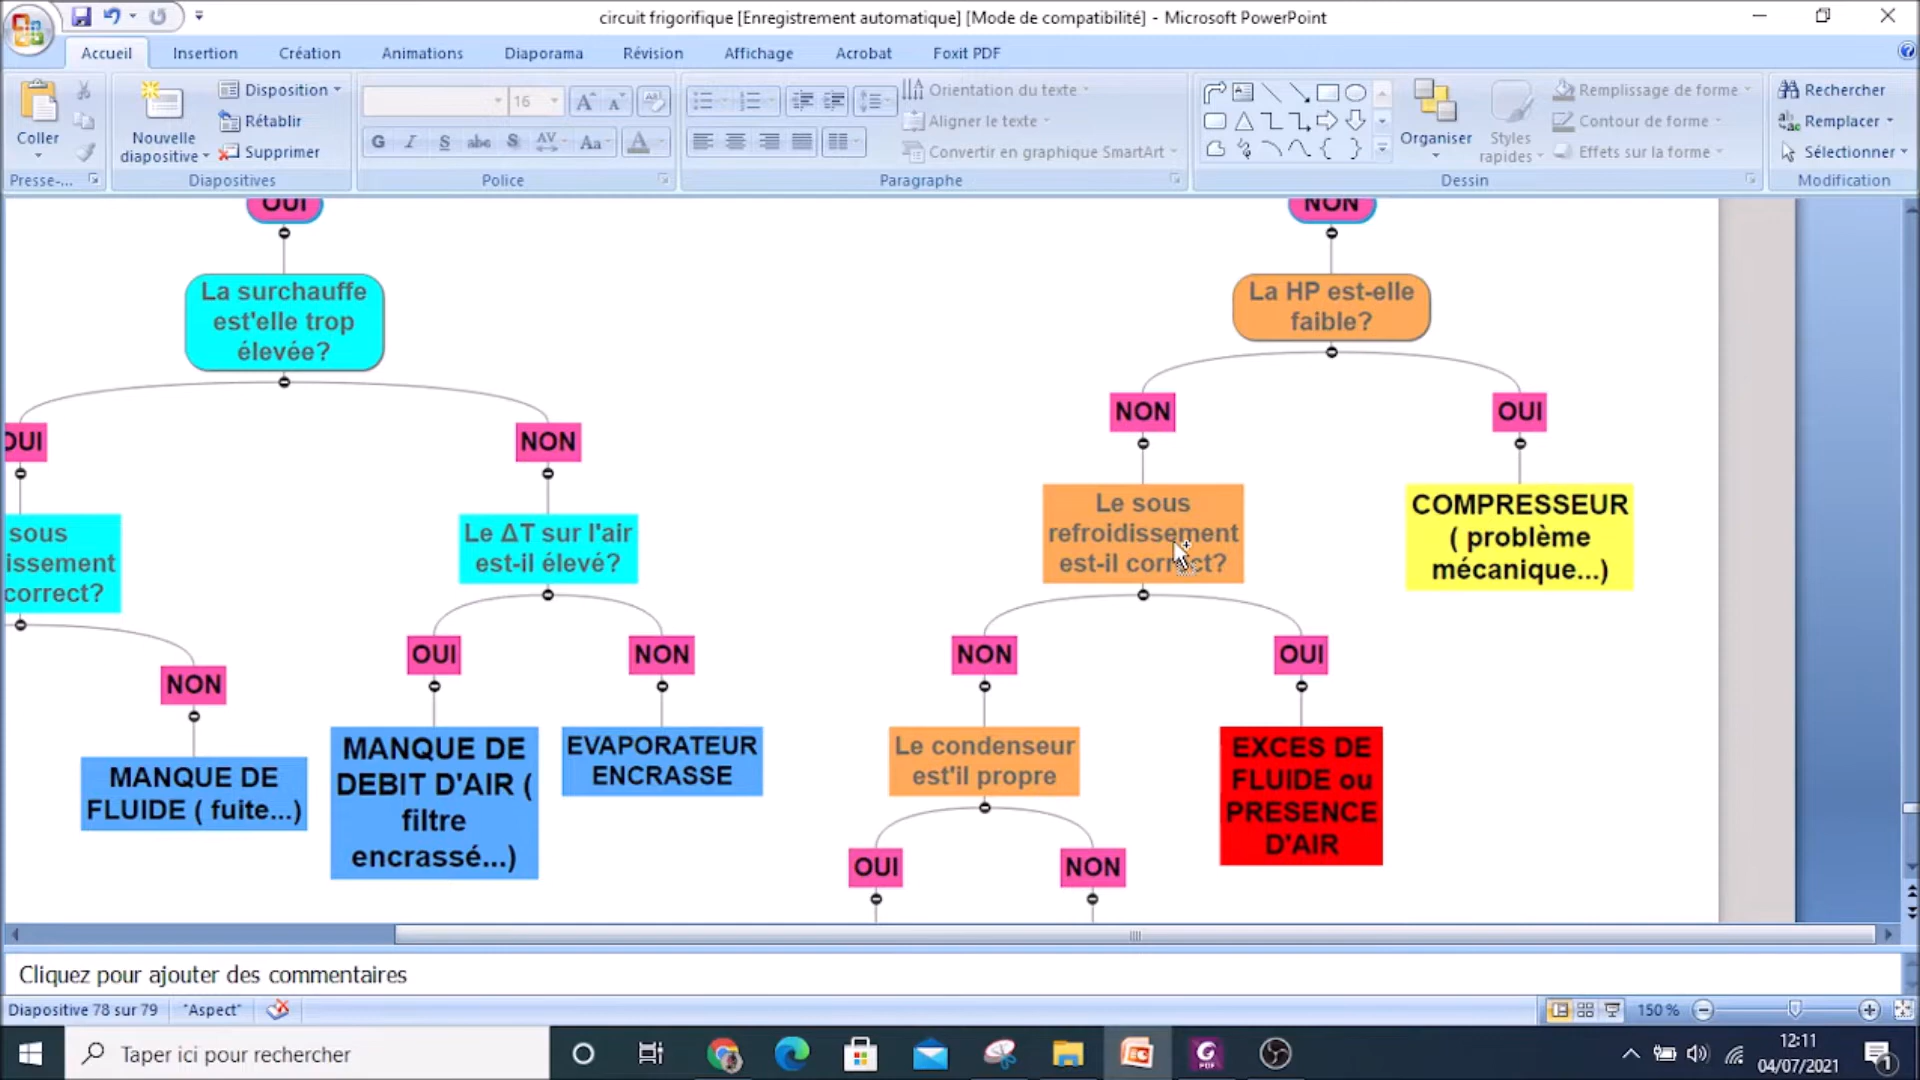 circuit frigorifique [Enregistrement automatique] [Mode de compatibilité] - Microsoft PowerPoint
Accueil Insertion Création Animations Diaporama Révision Affichage Acrobat Foxit PDF
Coller
Presse-...
Nouvelle
diapositive
Disposition
Rétablir
Supprimer
Diapositives
16
G I S abc S AV Aa A
Police
Orientation du texte
Aligner le texte
Convertir en graphique SmartArt
Paragraphe
Organiser
Styles
rapides
Remplissage de forme
Contour de forme
Effets sur la forme
Dessin
Rechercher
Remplacer
Sélectionner
Modification
OUI
NON
La surchauffe
est'elle trop
élevée?
La HP est-elle
faible?
OUI
NON
NON
OUI
sous
issement
correct?
Le ΔT sur l'air
est-il élevé?
Le sous
refroidissement
est-il correct?
COMPRESSEUR
( problème
mécanique...)
NON
OUI
NON
NON
OUI
MANQUE DE
FLUIDE ( fuite...)
MANQUE DE
DEBIT D'AIR (
filtre
encrassé...)
EVAPORATEUR
ENCRASSE
Le condenseur
est'il propre
EXCES DE
FLUIDE ou
PRESENCE
D'AIR
OUI
NON
Cliquez pour ajouter des commentaires
Diapositive 78 sur 79 "Aspect" 150 %
Taper ici pour rechercher
12:11
04/07/2021
1